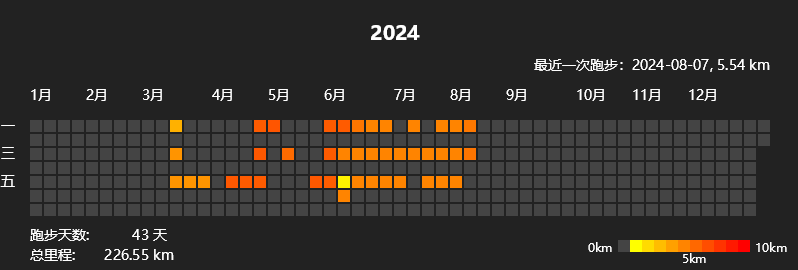 2024
最近一次跑步：2024-08-07, 5.54 km
1月 2月 3月 4月 5月 6月 7月 8月 9月 10月 11月 12月
一
三
五
跑步天数: 43 天
总里程: 226.55 km
0km 10km
5km